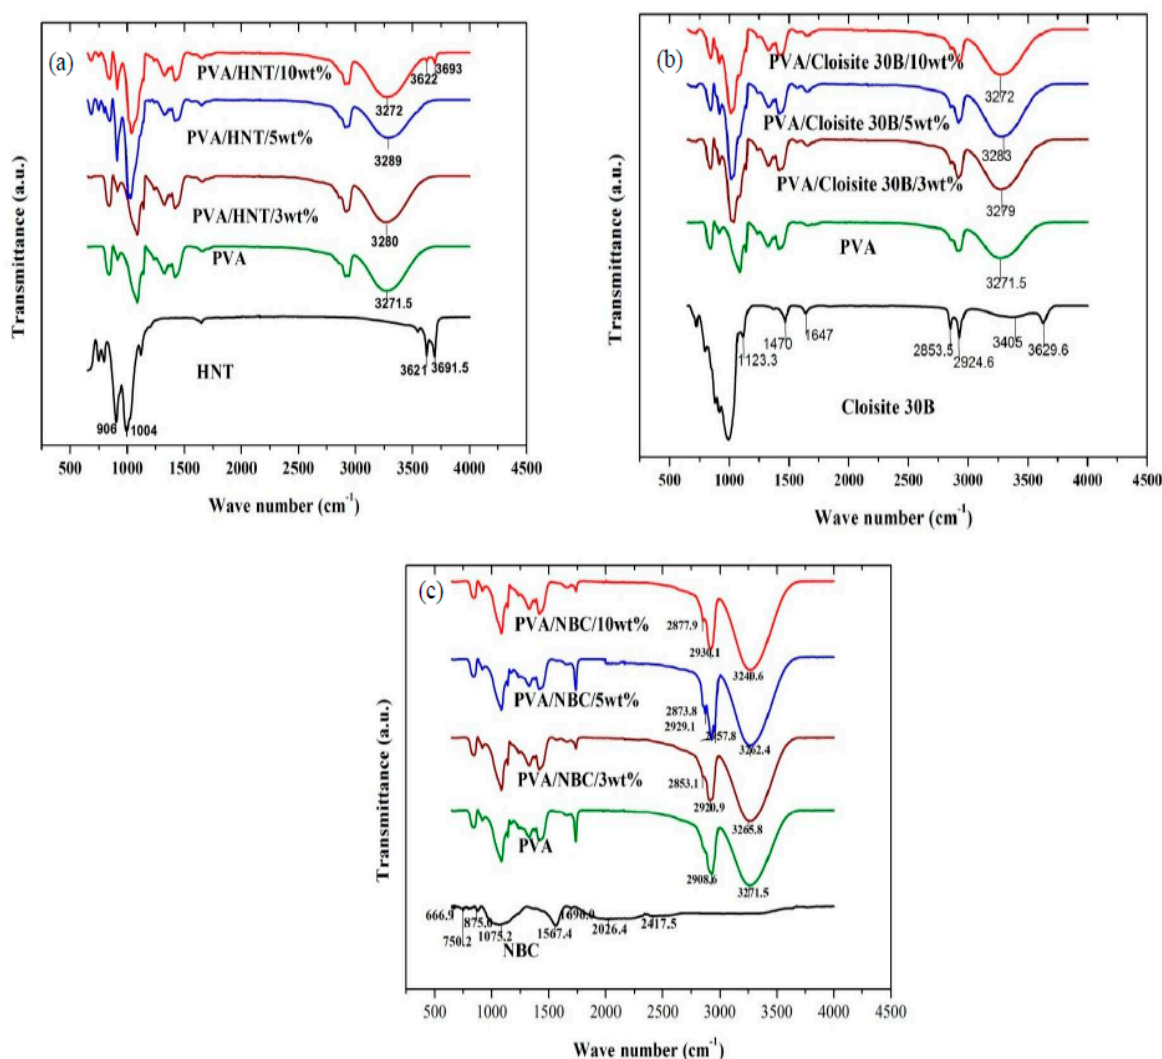 (a)
PVA/HNT/10wt%
3622
3693
3272
PVA/HNT/5wt%
3289
PVA/HNT/3wt%
3280
PVA
3271.5
HNT
3621
3691.5
906
1004
Transmittance (a.u.)
500 1000 1500 2000 2500 3000 3500 4000 4500
Wave number (cm⁻¹)
(b)
PVA/Cloisite 30B/10wt%
3272
PVA/Cloisite 30B/5wt%
3283
PVA/Cloisite 30B/3wt%
3279
PVA
3271.5
1123.3
1470
1647
2853.5
2924.6
3405
3629.6
Cloisite 30B
Transmittance (a.u.)
500 1000 1500 2000 2500 3000 3500 4000 4500
Wave number (cm⁻¹)
(c)
PVA/NBC/10wt%
2877.9
2930.1
3240.6
PVA/NBC/5wt%
2873.8
2929.1
3262.4
PVA/NBC/3wt%
2853.1
2920.9
3265.8
PVA
2908.6
3271.5
666.9
750.2
1075.2
1567.4
2026.4
2417.5
NBC
Transmittance (a.u.)
500 1000 1500 2000 2500 3000 3500 4000 4500
Wave number (cm⁻¹)